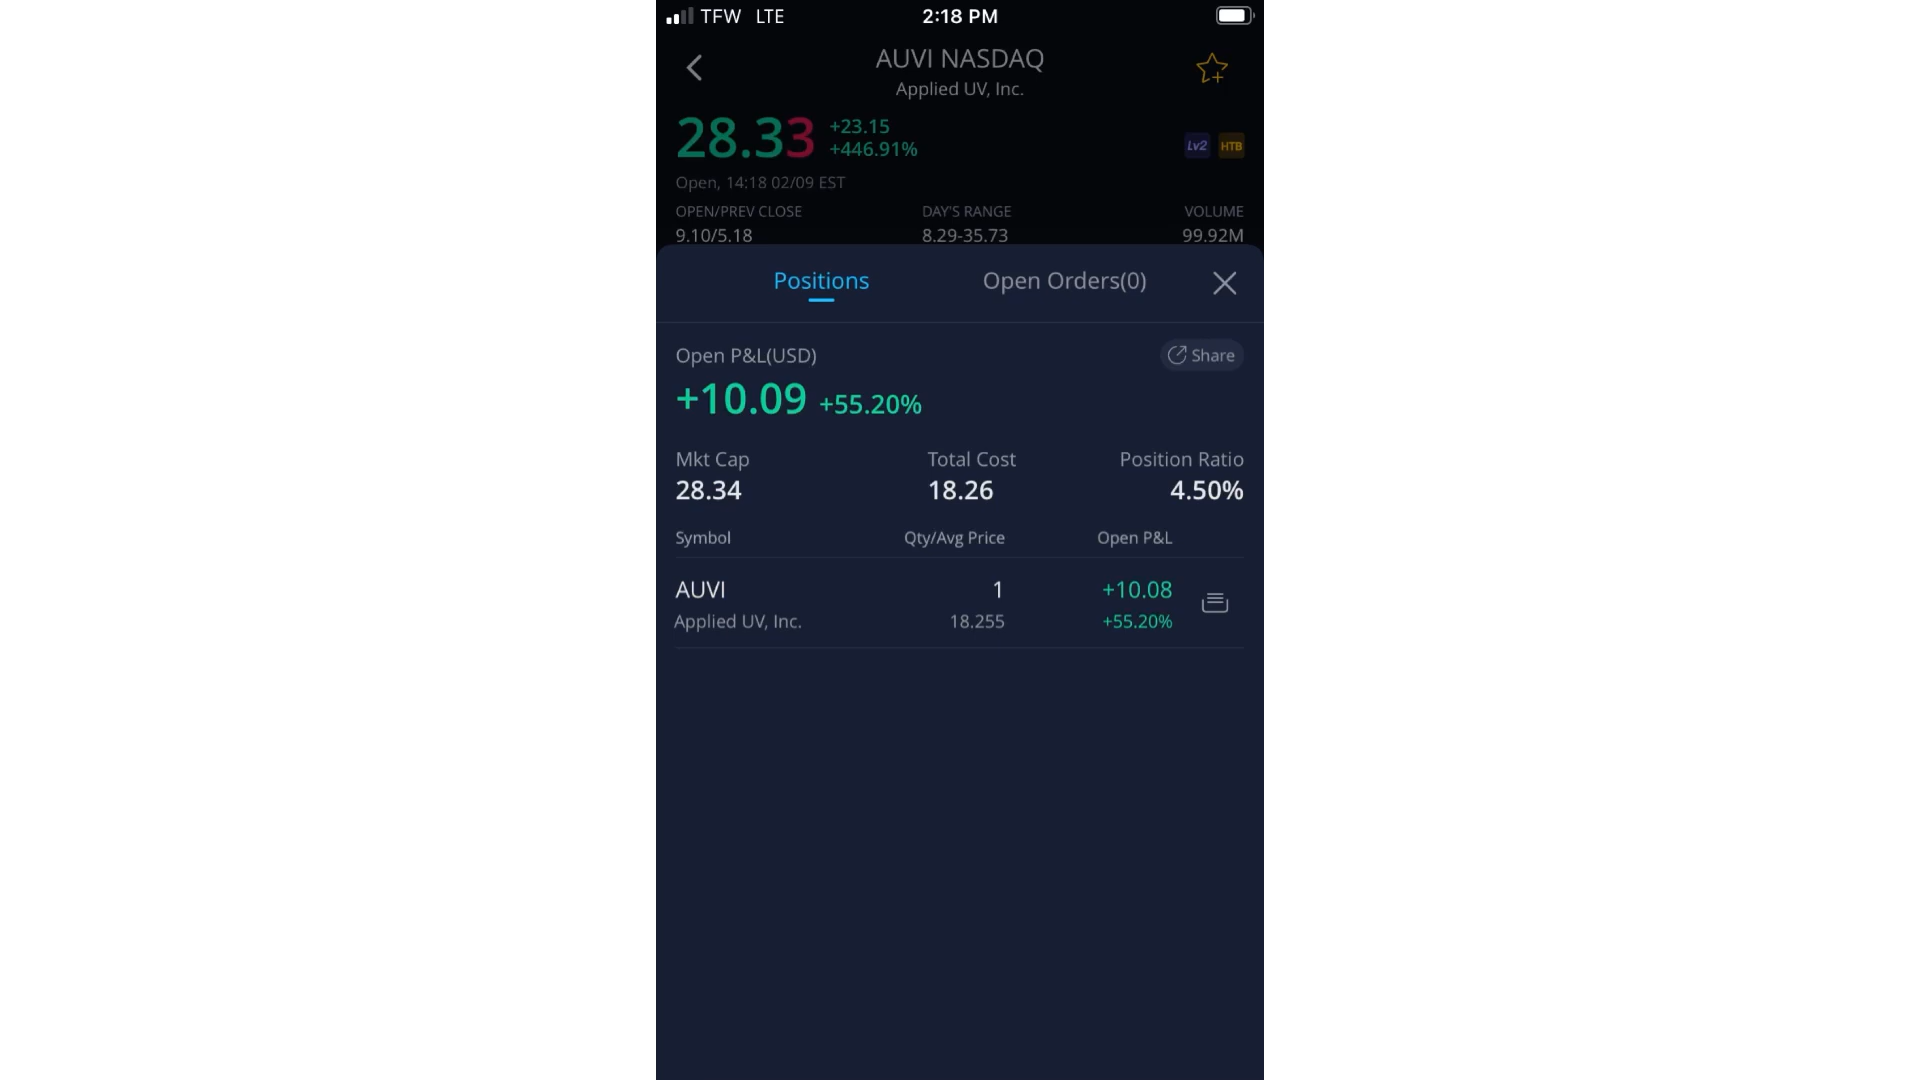 TFW LTE 2:18 PM
AUVI NASDAQ
Applied UV, Inc.
28.33 +23.15
+446.91%
Lv2 HTB
Open, 14:18 02/09 EST
OPEN/PREV CLOSE DAY'S RANGE VOLUME
9.10/5.18 8.29-35.73 99.92M
Positions Open Orders(0)
Open P&L(USD) Share
+10.09 +55.20%
Mkt Cap Total Cost Position Ratio
28.34 18.26 4.50%
Symbol Qty/Avg Price Open P&L
AUVI 1 +10.08
Applied UV, Inc. 18.255 +55.20%